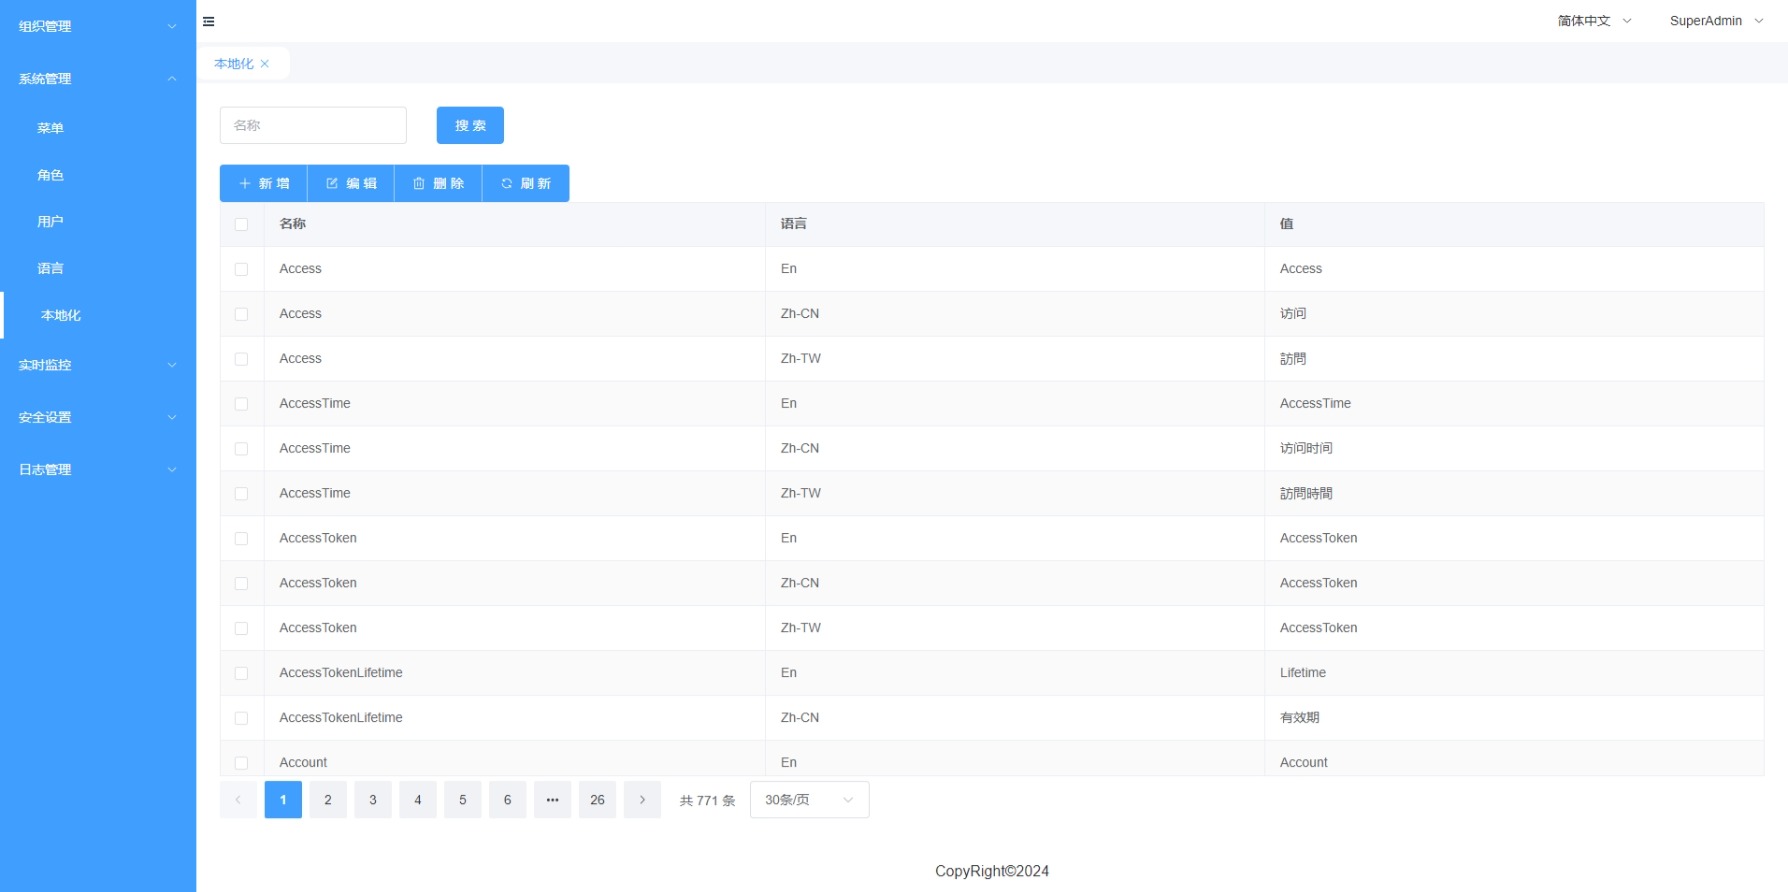 组织管理
系统管理
菜单
角色
用户
语言
本地化
实时监控
安全设置
日志管理
简体中文 SuperAdmin
本地化
名称 搜 索
新 增 编 辑 删 除 刷 新
名称 语言 值
Access En Access
Access Zh-CN 访问
Access Zh-TW 訪問
AccessTime En AccessTime
AccessTime Zh-CN 访问时间
AccessTime Zh-TW 訪問時間
AccessToken En AccessToken
AccessToken Zh-CN AccessToken
AccessToken Zh-TW AccessToken
AccessTokenLifetime En Lifetime
AccessTokenLifetime Zh-CN 有效期
Account En Account
1 2 3 4 5 6 ••• 26 共 771 条 30条/页
CopyRight©2024